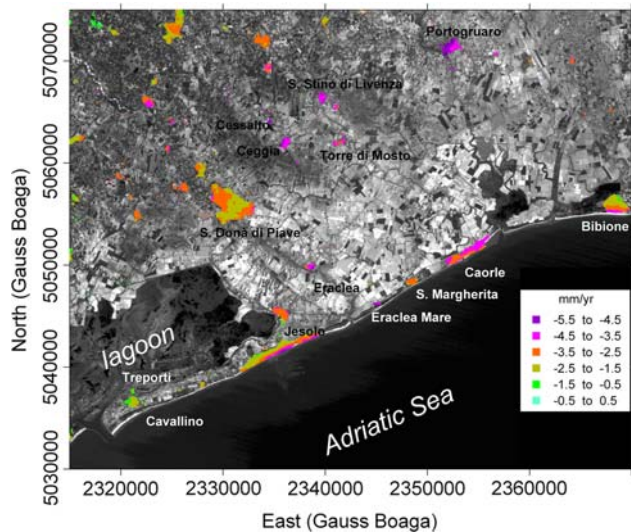 5070000
5060000
5050000
5040000
5030000
North (Gauss Boaga)
Portogruaro
S. Stino di Livenza
Cessalto
Ceggia
Torre di Mosto
S. Donà di Piave
Bibione
Eraclea
Caorle
S. Margherita
Eraclea Mare
Jesolo
lagoon
Treporti
Cavallino
Adriatic Sea
mm/yr
-5.5 to -4.5
-4.5 to -3.5
-3.5 to -2.5
-2.5 to -1.5
-1.5 to -0.5
-0.5 to 0.5
2320000 2330000 2340000 2350000 2360000
East (Gauss Boaga)